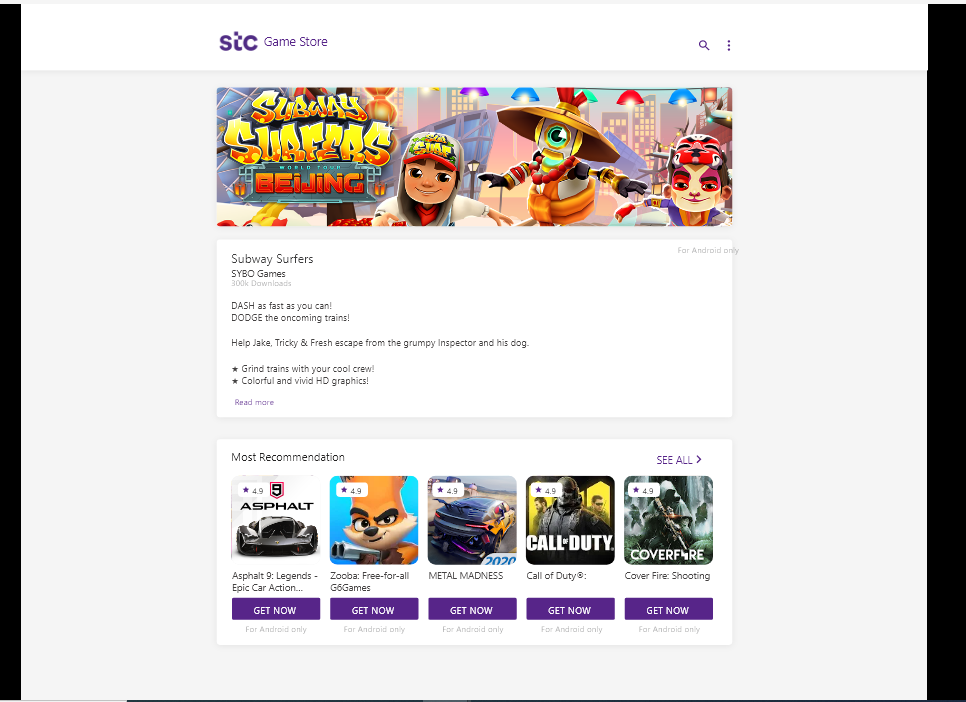 stc Game Store
SUBWAY
SURFERS
WORLD TOUR
BEIJING
For Android only
Subway Surfers
SYBO Games
300k Downloads
DASH as fast as you can!
DODGE the oncoming trains!
Help Jake, Tricky & Fresh escape from the grumpy Inspector and his dog.
★ Grind trains with your cool crew!
★ Colorful and vivid HD graphics!
Read more
Most Recommendation
SEE ALL
★ 4.9 9
ASPHALT
★ 4.9
★ 4.9
2020
★ 4.9
CALL OF DUTY
★ 4.9
COVERFIRE
Asphalt 9: Legends -
Epic Car Action...
Zooba: Free-for-all
G6Games
METAL MADNESS
Call of Duty®:
Cover Fire: Shooting
GET NOW GET NOW GET NOW GET NOW GET NOW
For Android only For Android only For Android only For Android only For Android only